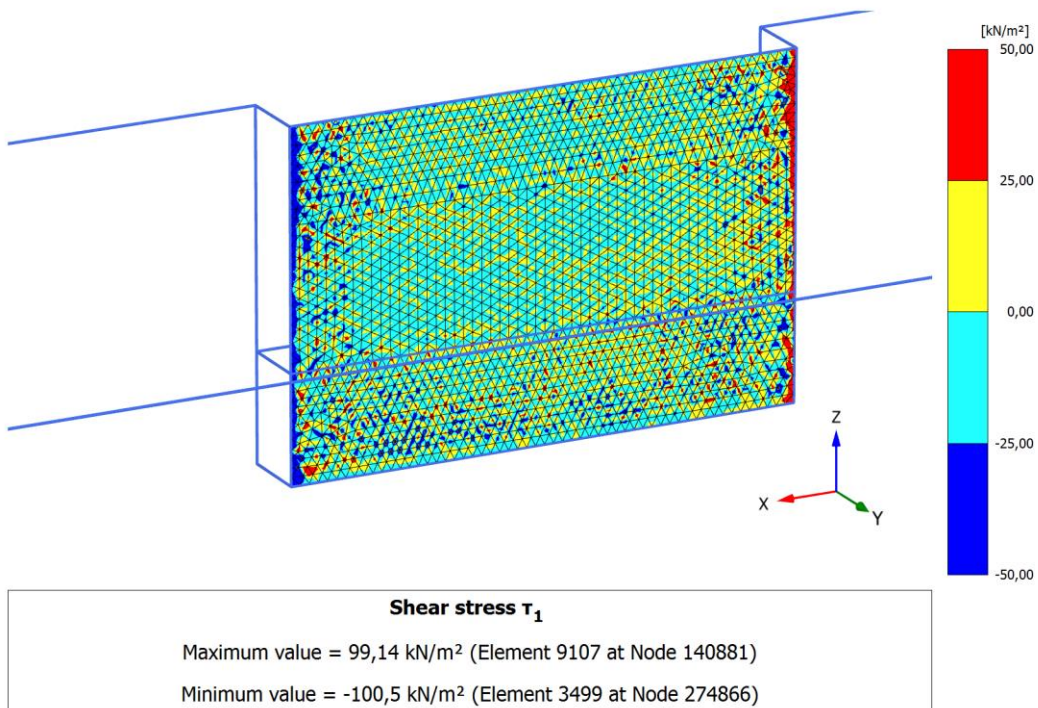 [kN/m²]
50,00
25,00
0,00
-25,00
-50,00
Z
X
Y
Shear stress τ₁
Maximum value = 99,14 kN/m² (Element 9107 at Node 140881)
Minimum value = -100,5 kN/m² (Element 3499 at Node 274866)